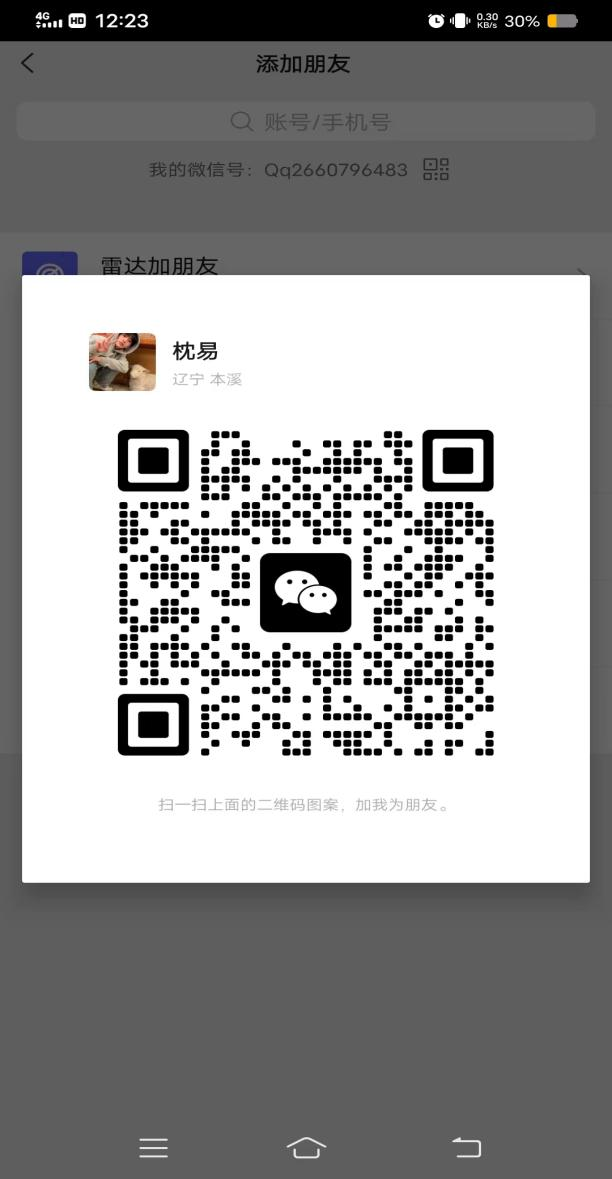 4G HD 12:23 0.30 KB/s 30%
添加朋友
账号/手机号
我的微信号：Qq2660796483
雷达加朋友
枕易
辽宁 本溪
扫一扫上面的二维码图案，加我为朋友。